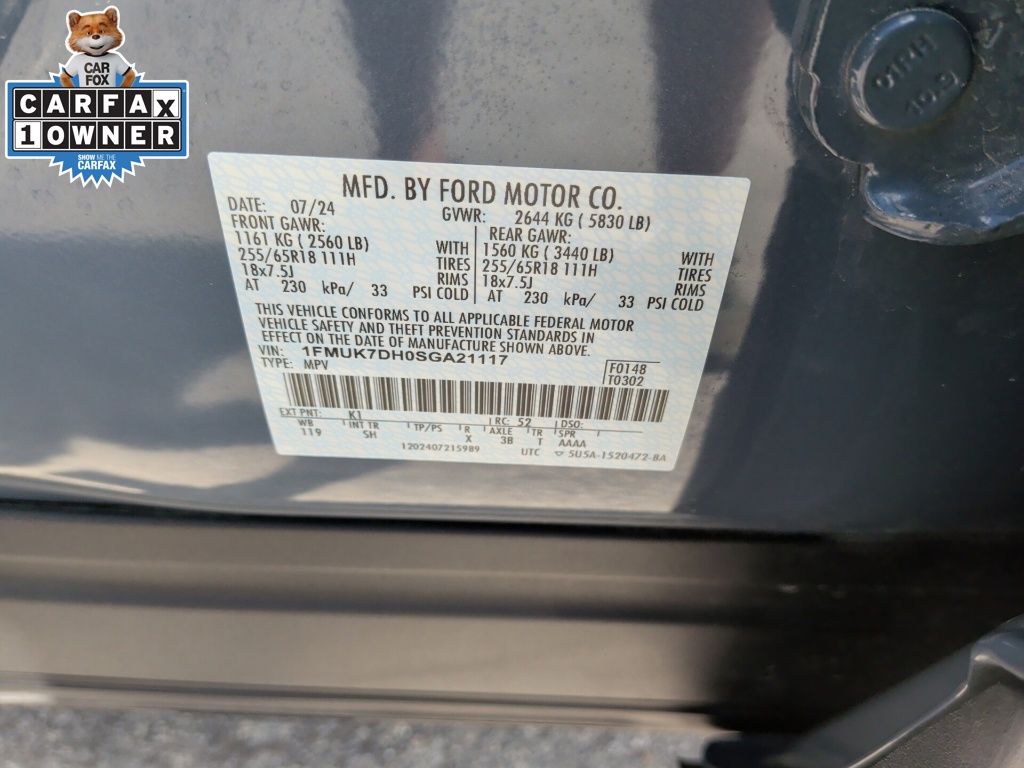 CAR
FOX
CARFAX
1 OWNER
SHOW ME THE
CARFAX
MFD. BY FORD MOTOR CO.
DATE: 07/24 GVWR: 2644 KG ( 5830 LB)
FRONT GAWR: REAR GAWR:
1161 KG ( 2560 LB) WITH 1560 KG ( 3440 LB) WITH
255/65R18 111H TIRES 255/65R18 111H TIRES
18x7.5J RIMS 18x7.5J RIMS
AT 230 kPa/ 33 PSI COLD AT 230 kPa/ 33 PSI COLD
THIS VEHICLE CONFORMS TO ALL APPLICABLE FEDERAL MOTOR
VEHICLE SAFETY AND THEFT PREVENTION STANDARDS IN
EFFECT ON THE DATE OF MANUFACTURE SHOWN ABOVE.
VIN: 1FMUK7DH0SGA21117
TYPE: MPV
F0148
T0302
EXT PNT: K1 RC: 52 DSO:
WB INT TR TP/PS R AXLE TR SPR
119 SH X 3B T AAAA
1202407215989 UTC 5U5A-1520472-BA